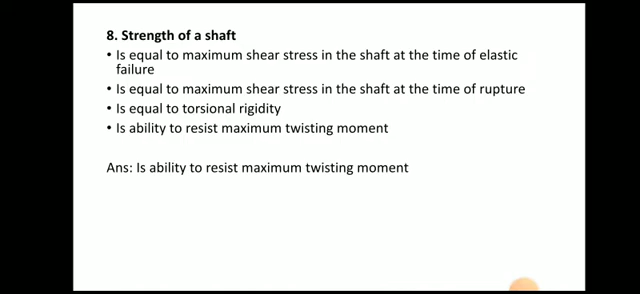 8. Strength of a shaft
• Is equal to maximum shear stress in the shaft at the time of elastic
failure
• Is equal to maximum shear stress in the shaft at the time of rupture
• Is equal to torsional rigidity
• Is ability to resist maximum twisting moment
Ans: Is ability to resist maximum twisting moment